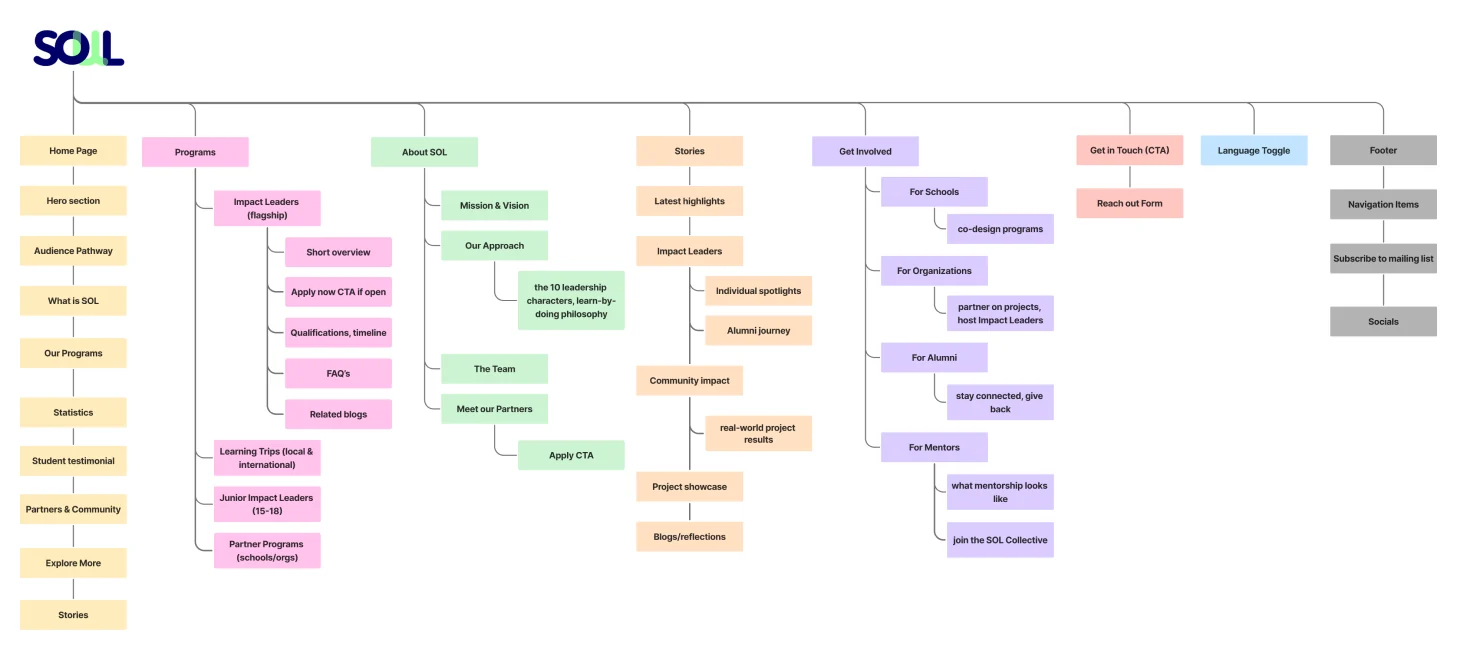 SOL
Home Page
Hero section
Audience Pathway
What is SOL
Our Programs
Statistics
Student testimonial
Partners & Community
Explore More
Stories
Programs
Impact Leaders
(flagship)
Short overview
Apply now CTA if open
Qualifications, timeline
FAQ's
Related blogs
Learning Trips (local &
international)
Junior Impact Leaders
(15-18)
Partner Programs
(schools/orgs)
About SOL
Mission & Vision
Our Approach
the 10 leadership
characters, learn-by-
doing philosophy
The Team
Meet our Partners
Apply CTA
Stories
Latest highlights
Impact Leaders
Individual spotlights
Alumni journey
Community impact
real-world project
results
Project showcase
Blogs/reflections
Get Involved
For Schools
co-design programs
For Organizations
partner on projects,
host Impact Leaders
For Alumni
stay connected, give
back
For Mentors
what mentorship looks
like
join the SOL Collective
Get in Touch (CTA)
Reach out Form
Language Toggle
Footer
Navigation Items
Subscribe to mailing list
Socials